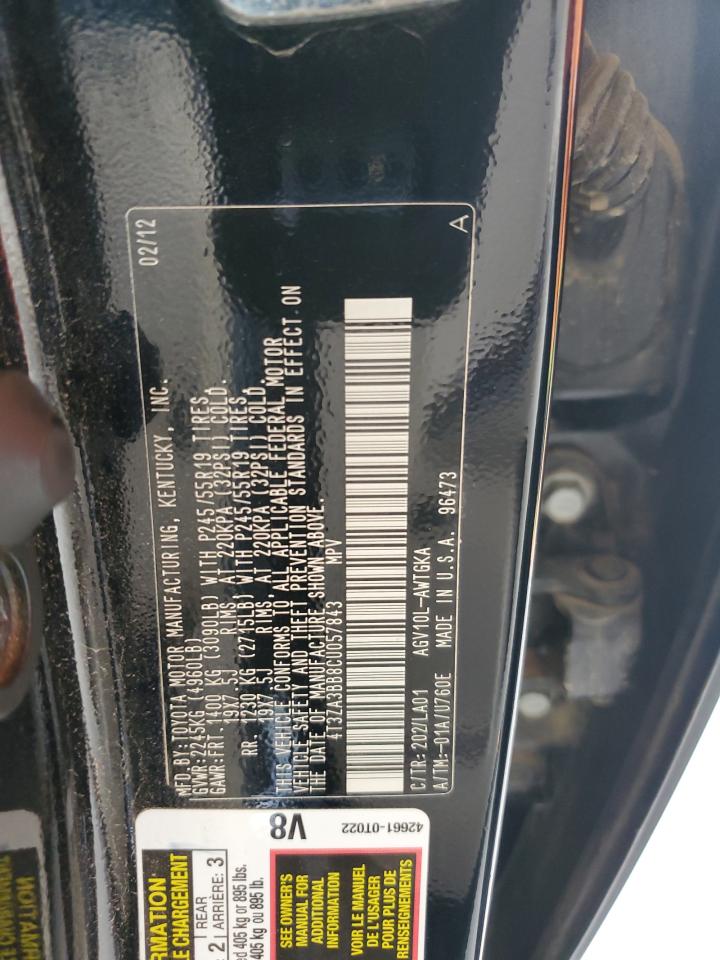 MFD. BY: TOYOTA MOTOR MANUFACTURING, KENTUCKY, INC. 02/12
GVWR:2245KG (4960LB)
GAWR:FRT.1400 KG (3090LB) WITH P245/55R19 TIRES,
19X7.5J RIMS, AT 220KPA (32PSI) COLD.
RR. 1230 KG (2715LB) WITH P245/55R19 TIRES,
19X7.5J RIMS, AT 220KPA (32PSI) COLD.
THIS VEHICLE CONFORMS TO ALL APPLICABLE FEDERAL MOTOR
VEHICLE SAFETY AND THEFT PREVENTION STANDARDS IN EFFECT ON
THE DATE OF MANUFACTURE SHOWN ABOVE.
4T3ZA3BB8CU057843 MPV
C/TR:202/LA01 AGV10L-AWTGKA
A/TM:-01A/U760E MADE IN U.S.A. 96473 A
V8
42661-0T022
LE CHARGEMENT
2 REAR
ARRIÈRE: 3
405 kg or 895 lbs.
405 kg ou 895 lb.
SEE OWNER'S
MANUAL FOR
ADDITIONAL
INFORMATION
VOIR LE MANUEL
DE L'USAGER
POUR PLUS DE
RENSEIGNEMENTS